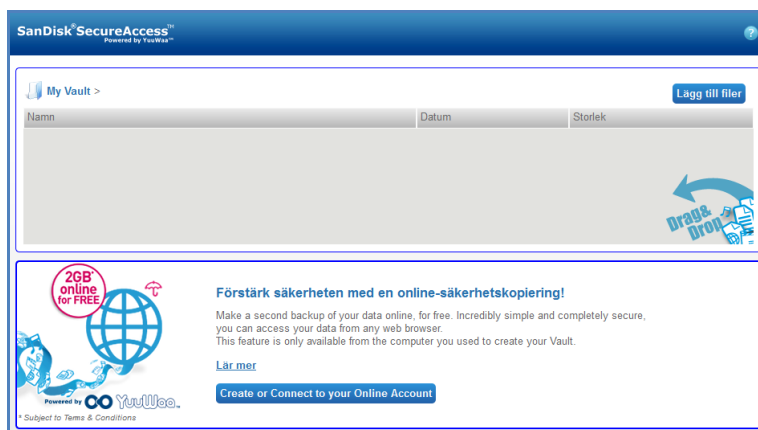 SanDisk®SecureAccess™
Powered by YuuWaa™
?
My Vault >
Lägg till filer
Namn Datum Storlek
Drag&
Drop
2GB*
online
for FREE
Förstärk säkerheten med en online-säkerhetskopiering!
Make a second backup of your data online, for free. Incredibly simple and completely secure,
you can access your data from any web browser.
This feature is only available from the computer you used to create your Vault.
Lär mer
Powered by YuuWaa.
Create or Connect to your Online Account
* Subject to Terms & Conditions